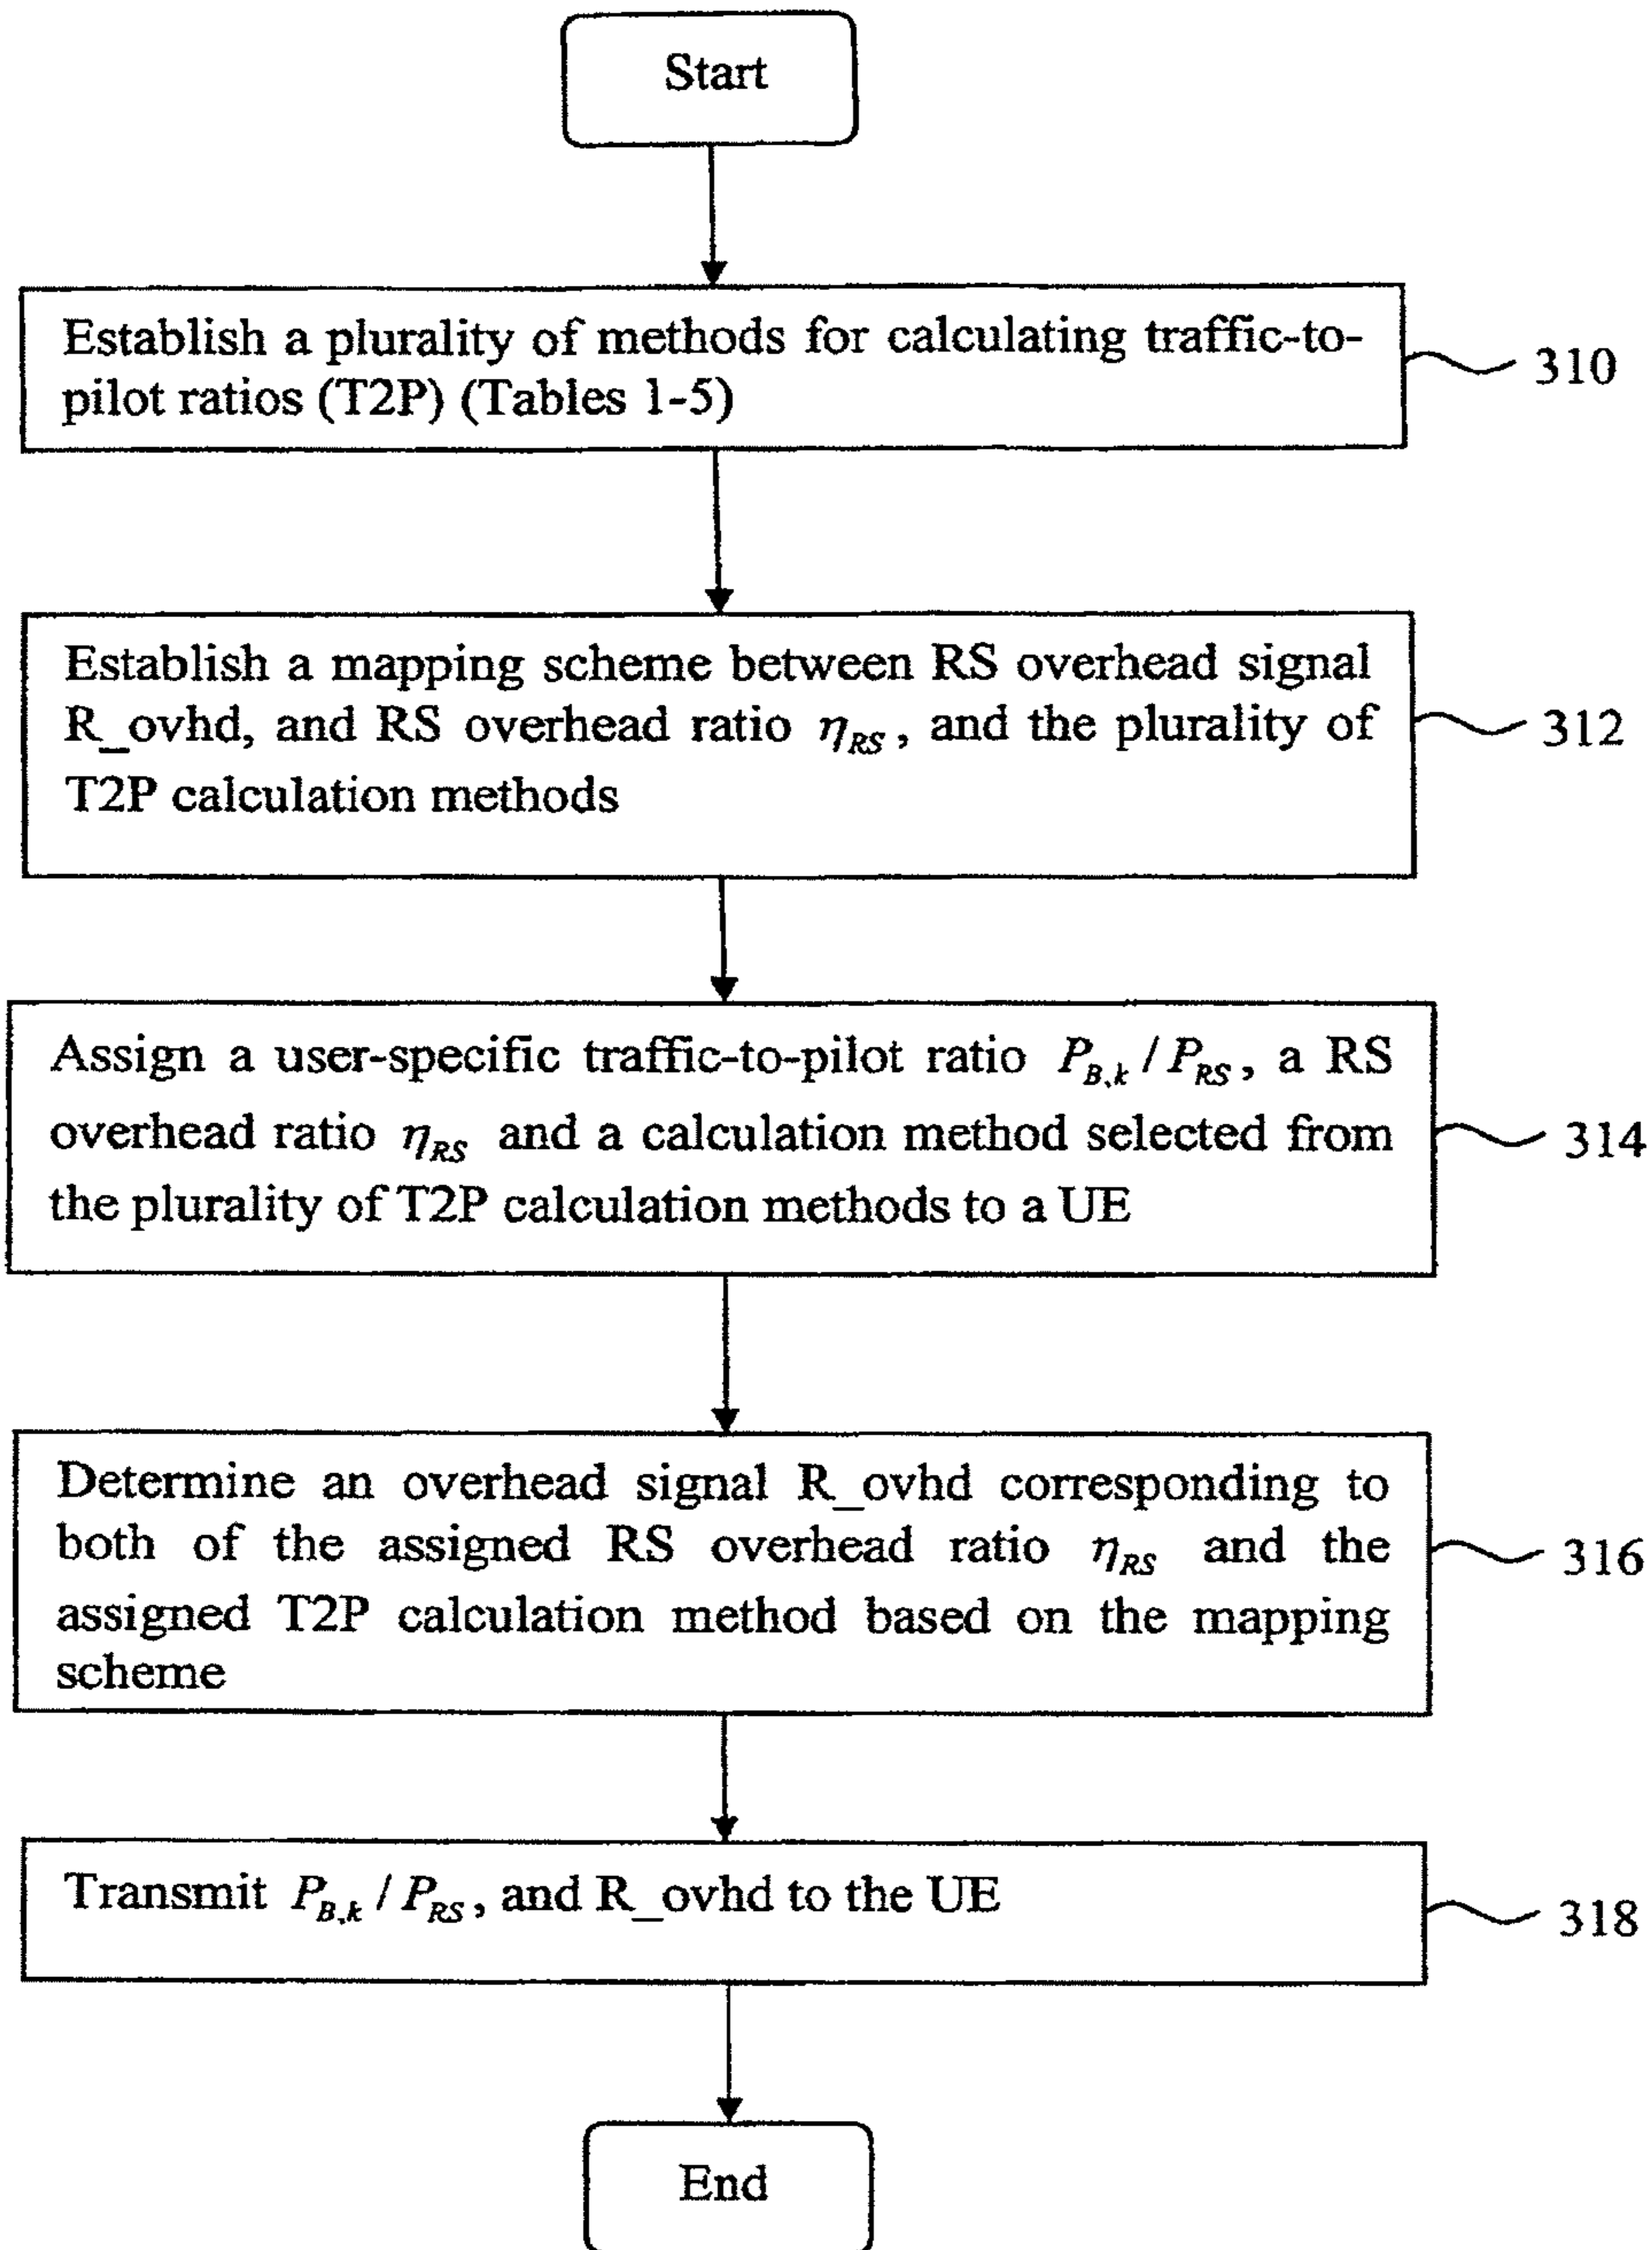 Start
Establish a plurality of methods for calculating traffic-to-
pilot ratios (T2P) (Tables 1-5)
310
Establish a mapping scheme between RS overhead signal
R_ovhd, and RS overhead ratio η_RS, and the plurality of
T2P calculation methods
312
Assign a user-specific traffic-to-pilot ratio P_B,k / P_RS, a RS
overhead ratio η_RS and a calculation method selected from
the plurality of T2P calculation methods to a UE
314
Determine an overhead signal R_ovhd corresponding to
both of the assigned RS overhead ratio η_RS and the
assigned T2P calculation method based on the mapping
scheme
316
Transmit P_B,k / P_RS, and R_ovhd to the UE
318
End